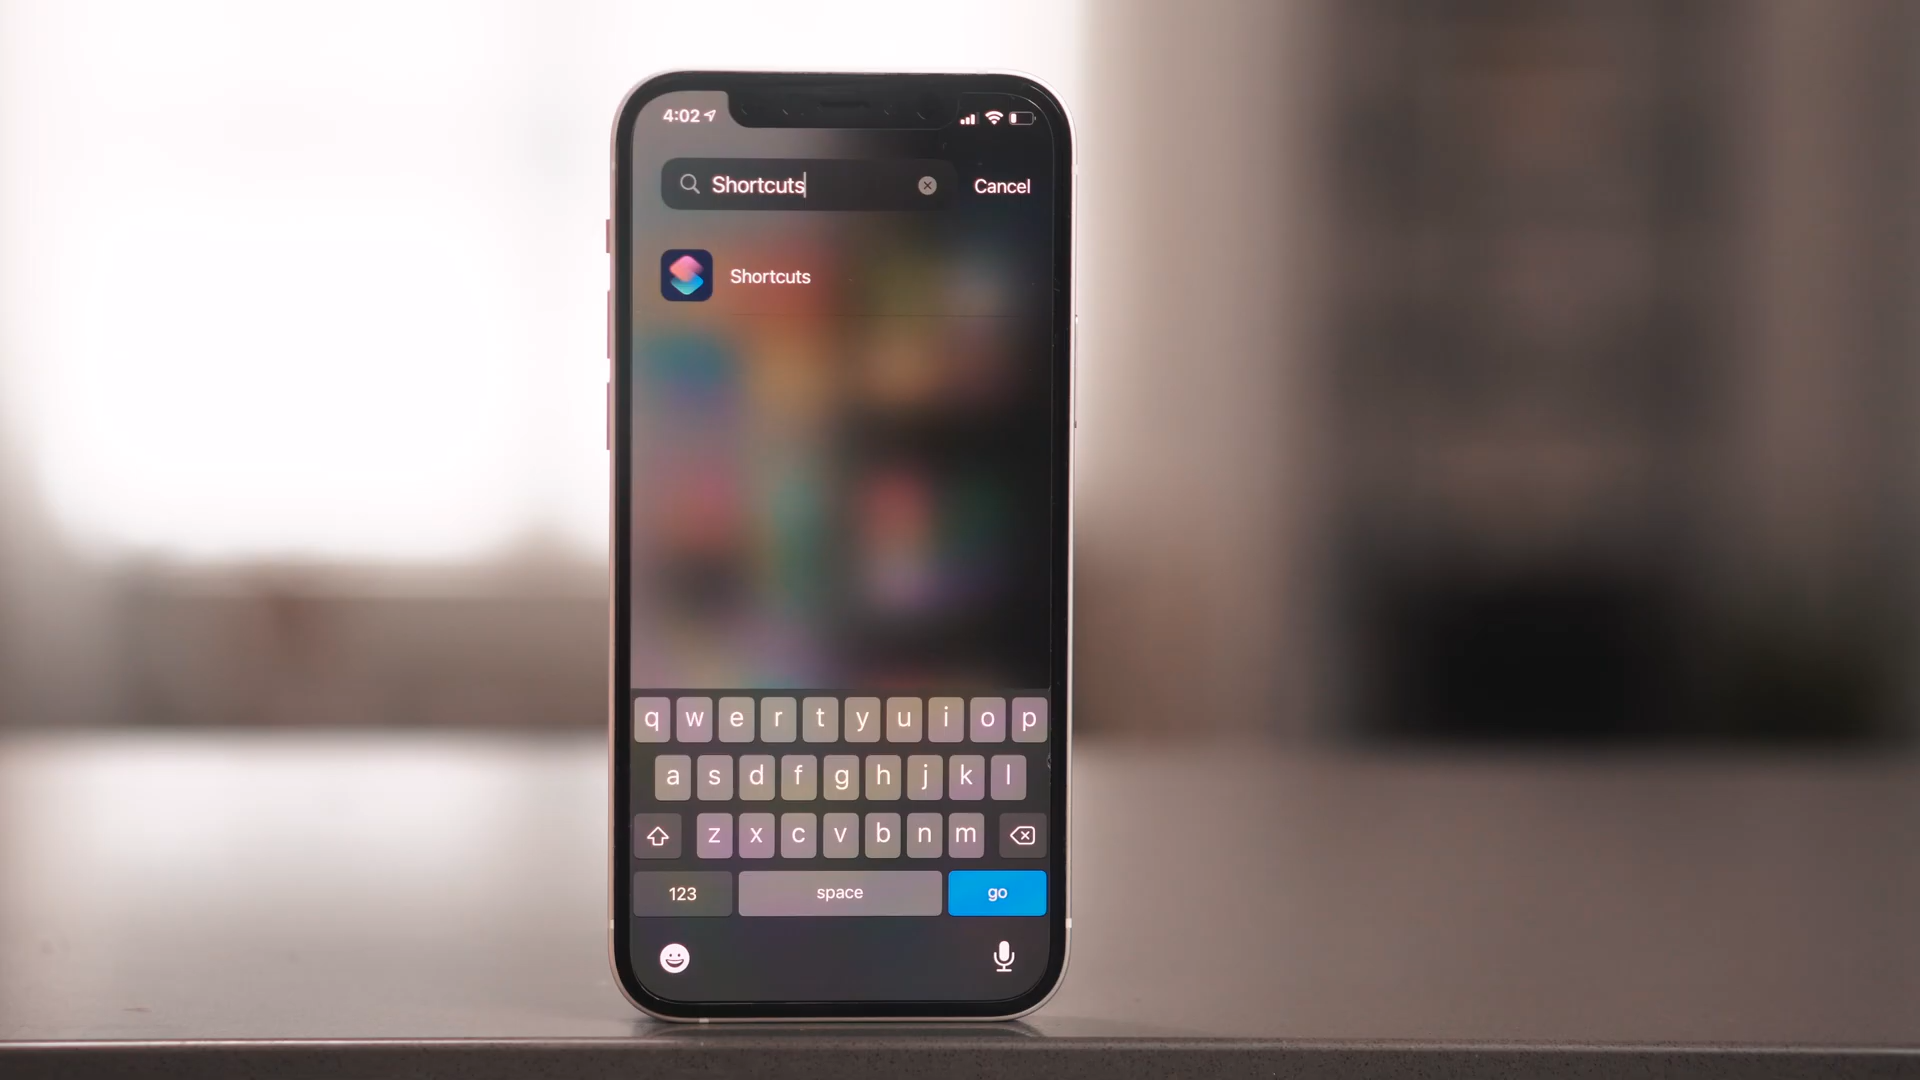 4:02
Shortcuts Cancel
Shortcuts
q w e r t y u i o p
a s d f g h j k l
z x c v b n m
123 space go